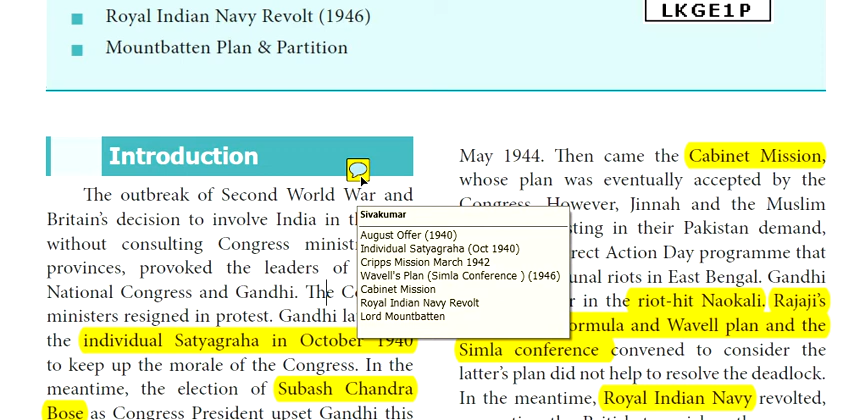 Royal Indian Navy Revolt (1946)
Mountbatten Plan & Partition
LKGE1P
Introduction
The outbreak of Second World War and
Britain's decision to involve India in
without consulting Congress
provinces, provoked the leaders of
National Congress and Gandhi. The
ministers resigned in protest. Gandhi
the individual Satyagraha in October 1940
to keep up the morale of the Congress. In the
meantime, the election of Subash Chandra
Bose as Congress President upset Gandhi this
Sivakumar
August Offer (1940)
Individual Satyagraha (Oct 1940)
Cripps Mission March 1942
Wavell's Plan (Simla Conference ) (1946)
Cabinet Mission
Royal Indian Navy Revolt
Lord Mountbatten
May 1944. Then came the Cabinet Mission,
whose plan was eventually accepted by the
Congress. However, Jinnah and the Muslim
in their Pakistan demand,
Action Day programme that
riots in East Bengal. Gandhi
in the riot-hit Naokali. Rajaji's
and Wavell plan and the
Simla conference convened to consider the
latter's plan did not help to resolve the deadlock.
In the meantime, Royal Indian Navy revolted,